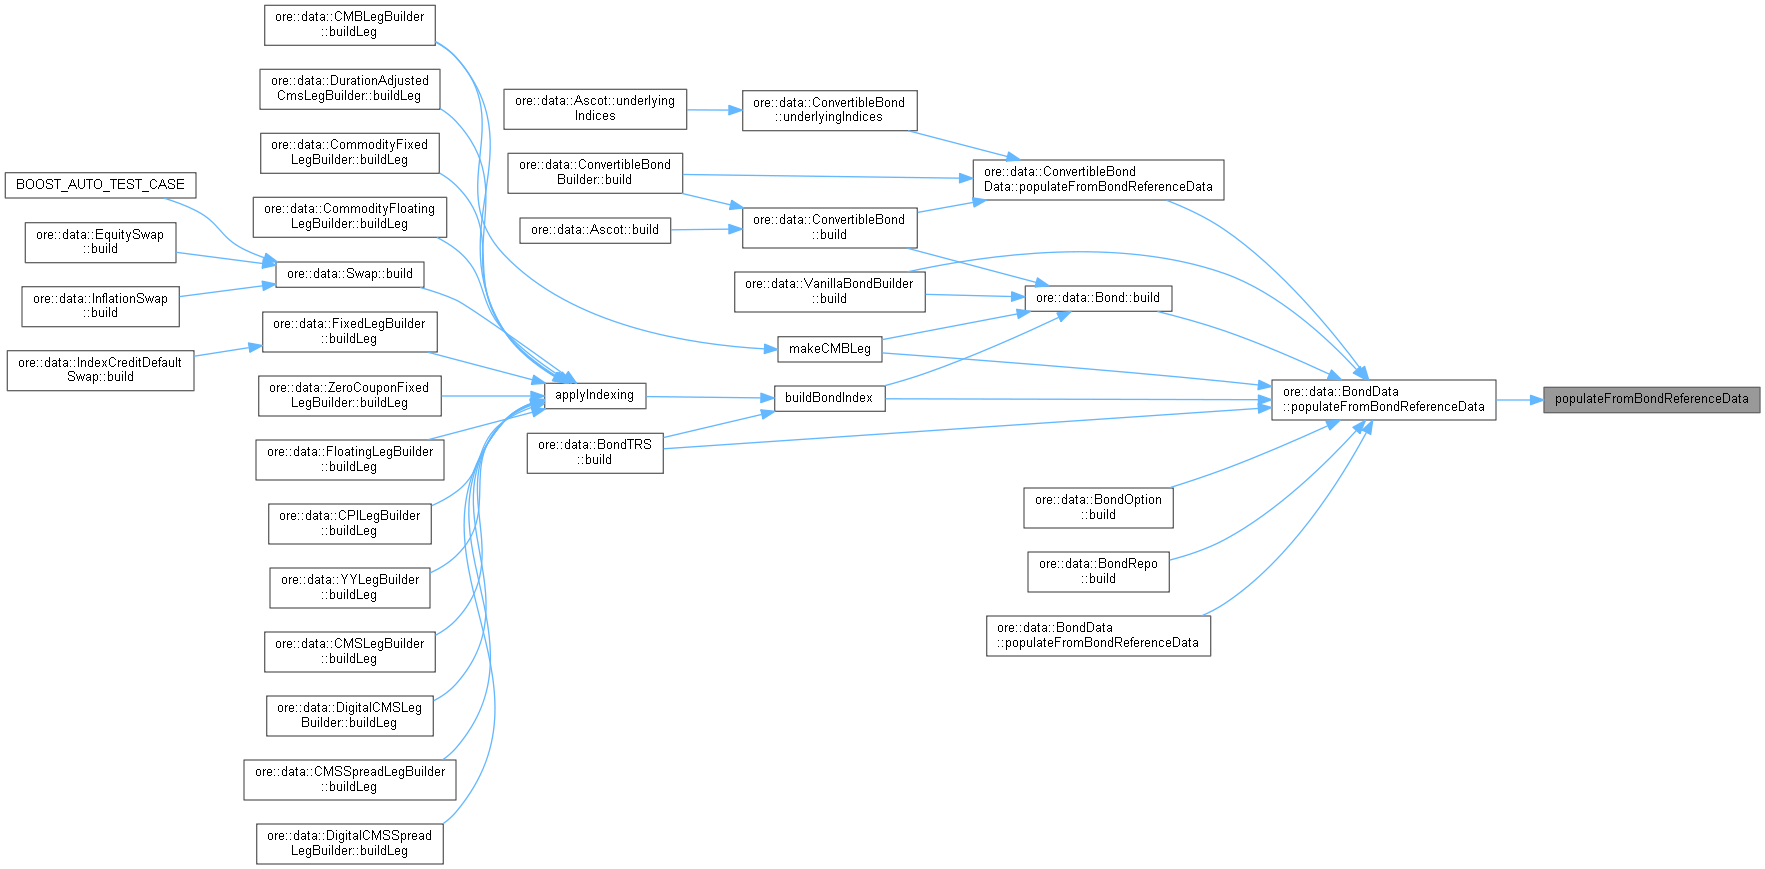 ore::data::CMBLegBuilder
::buildLeg
ore::data::DurationAdjusted
CmsLegBuilder::buildLeg
ore::data::CommodityFixed
LegBuilder::buildLeg
BOOST_AUTO_TEST_CASE
ore::data::CommodityFloating
LegBuilder::buildLeg
ore::data::EquitySwap
::build
ore::data::Swap::build
ore::data::InflationSwap
::build
ore::data::FixedLegBuilder
::buildLeg
ore::data::IndexCreditDefault
Swap::build
ore::data::ZeroCouponFixed
LegBuilder::buildLeg
ore::data::FloatingLegBuilder
::buildLeg
ore::data::CPILegBuilder
::buildLeg
ore::data::YYLegBuilder
::buildLeg
ore::data::CMSLegBuilder
::buildLeg
ore::data::DigitalCMSLeg
Builder::buildLeg
ore::data::CMSSpreadLegBuilder
::buildLeg
ore::data::DigitalCMSSpread
LegBuilder::buildLeg
ore::data::Ascot::underlying
Indices
ore::data::ConvertibleBond
Builder::build
ore::data::Ascot::build
applyIndexing
ore::data::BondTRS
::build
ore::data::ConvertibleBond
::underlyingIndices
ore::data::ConvertibleBond
::build
ore::data::VanillaBondBuilder
::build
makeCMBLeg
buildBondIndex
ore::data::ConvertibleBond
Data::populateFromBondReferenceData
ore::data::Bond::build
ore::data::BondOption
::build
ore::data::BondRepo
::build
ore::data::BondData
::populateFromBondReferenceData
ore::data::BondData
::populateFromBondReferenceData
populateFromBondReferenceData